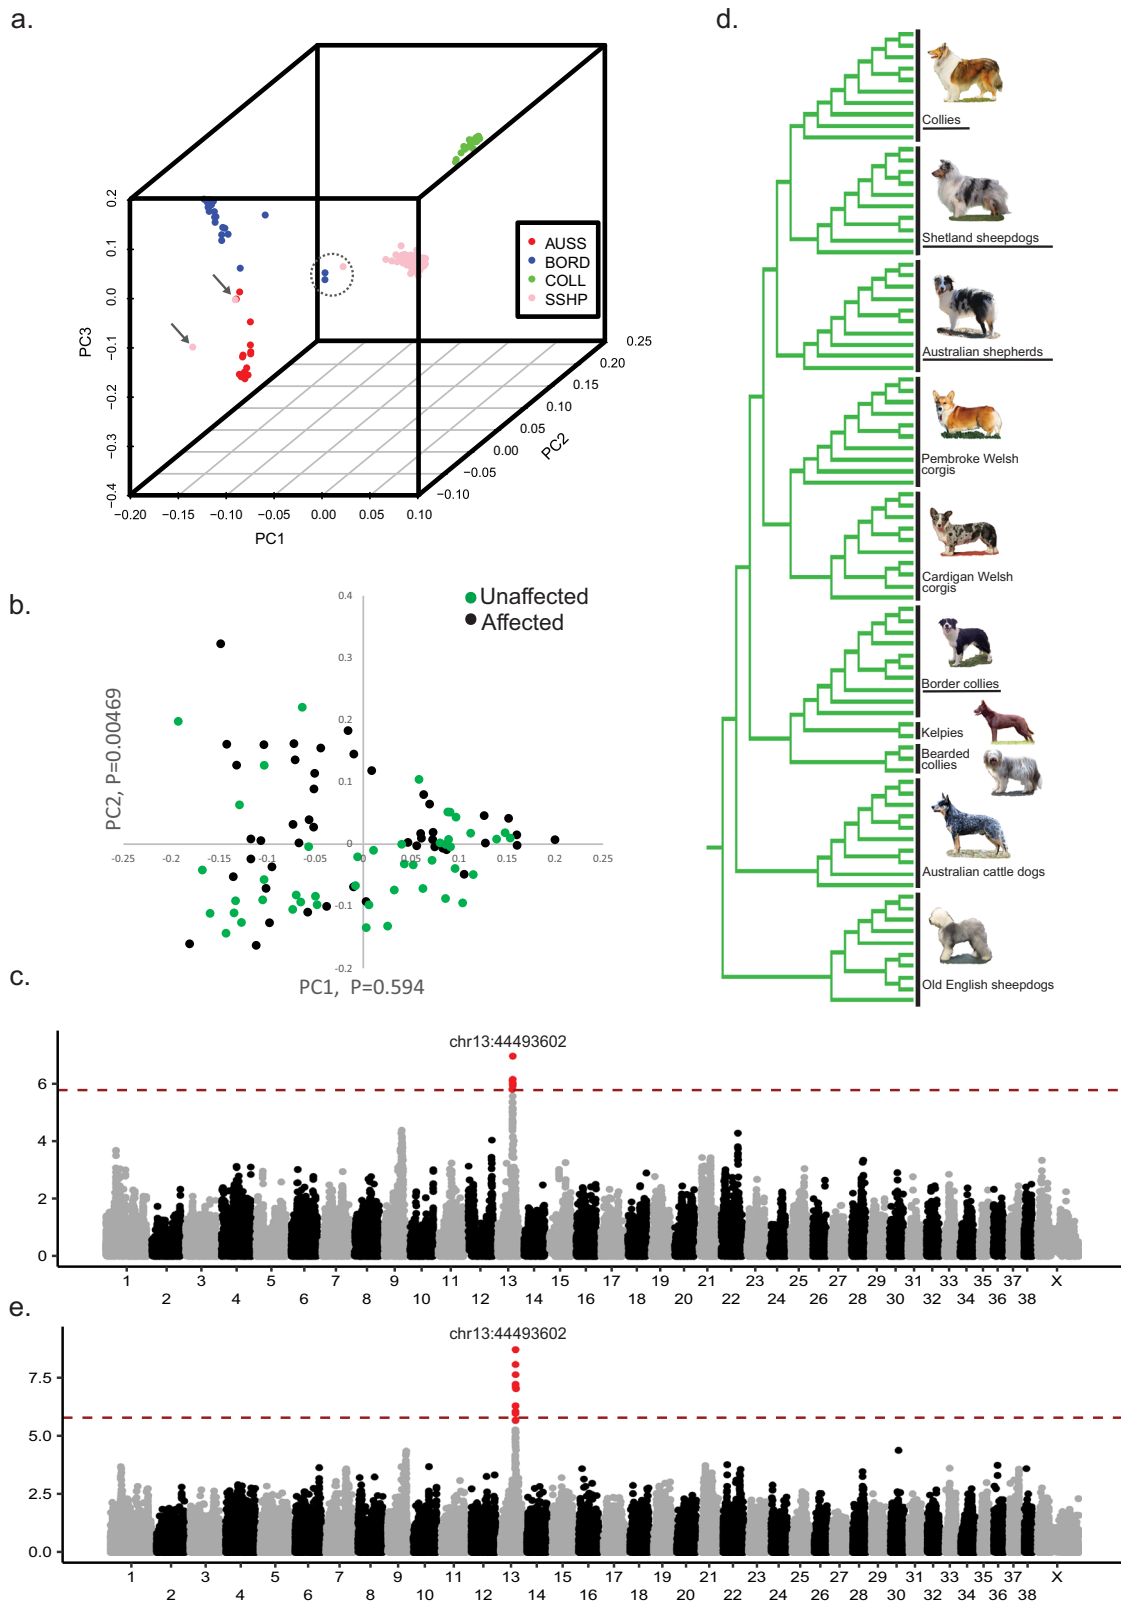 a.
0.2
0.1
0.0
−0.1
−0.2
−0.3
−0.4
PC3
−0.20
−0.15
−0.10
−0.05
0.00
0.05
0.10
PC1
−0.10
−0.05
0.00
0.05
0.10
0.15
0.20
0.25
PC2
AUSS
BORD
COLL
SSHP
b.
Unaffected
Affected
0.4
0.3
0.2
0.1
0
-0.1
-0.2
-0.25
-0.2
-0.15
-0.1
-0.05
0
0.05
0.1
0.15
0.2
0.25
PC2, P=0.00469
PC1, P=0.594
d.
Collies
Shetland sheepdogs
Australian shepherds
Pembroke Welsh
corgis
Cardigan Welsh
corgis
Border collies
Kelpies
Bearded
collies
Australian cattle dogs
Old English sheepdogs
c.
chr13:44493602
6
4
2
0
1 3 5 7 9 11 13 15 17 19 21 23 25 27 29 31 33 35 37 X
2 4 6 8 10 12 14 16 18 20 22 24 26 28 30 32 34 36 38
e.
chr13:44493602
7.5
5.0
2.5
0.0
1 3 5 7 9 11 13 15 17 19 21 23 25 27 29 31 33 35 37 X
2 4 6 8 10 12 14 16 18 20 22 24 26 28 30 32 34 36 38